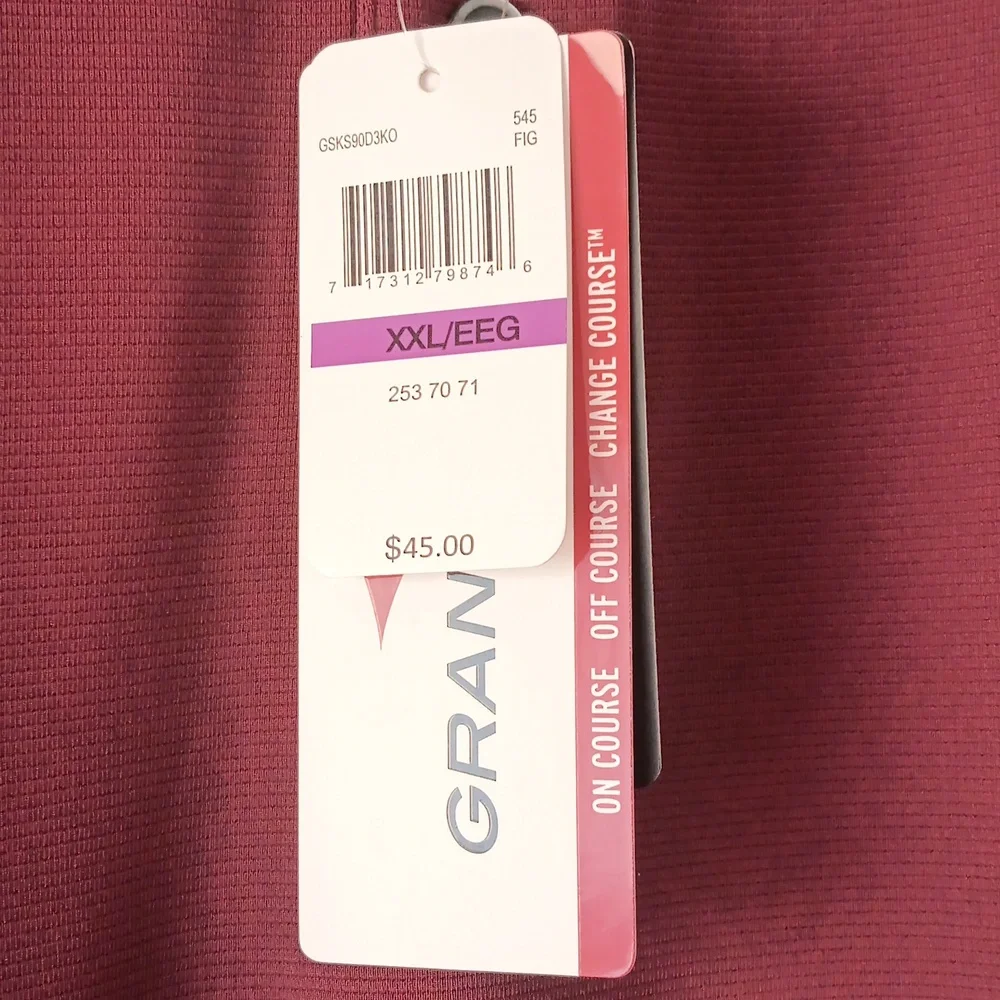 GSKS90D3KO
545
FIG
7 17312 79874 6
XXL/EEG
253 70 71
$45.00
GRAN
ON COURSE OFF COURSE CHANGE COURSE™